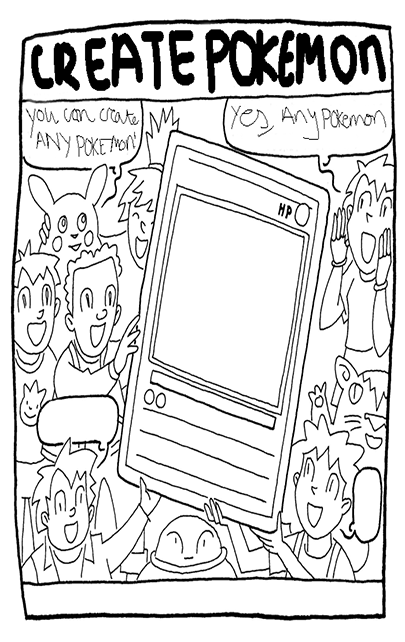 CREATE POKEMON
you can create
ANY POKEMON!
Yes, Any Pokemon
HP